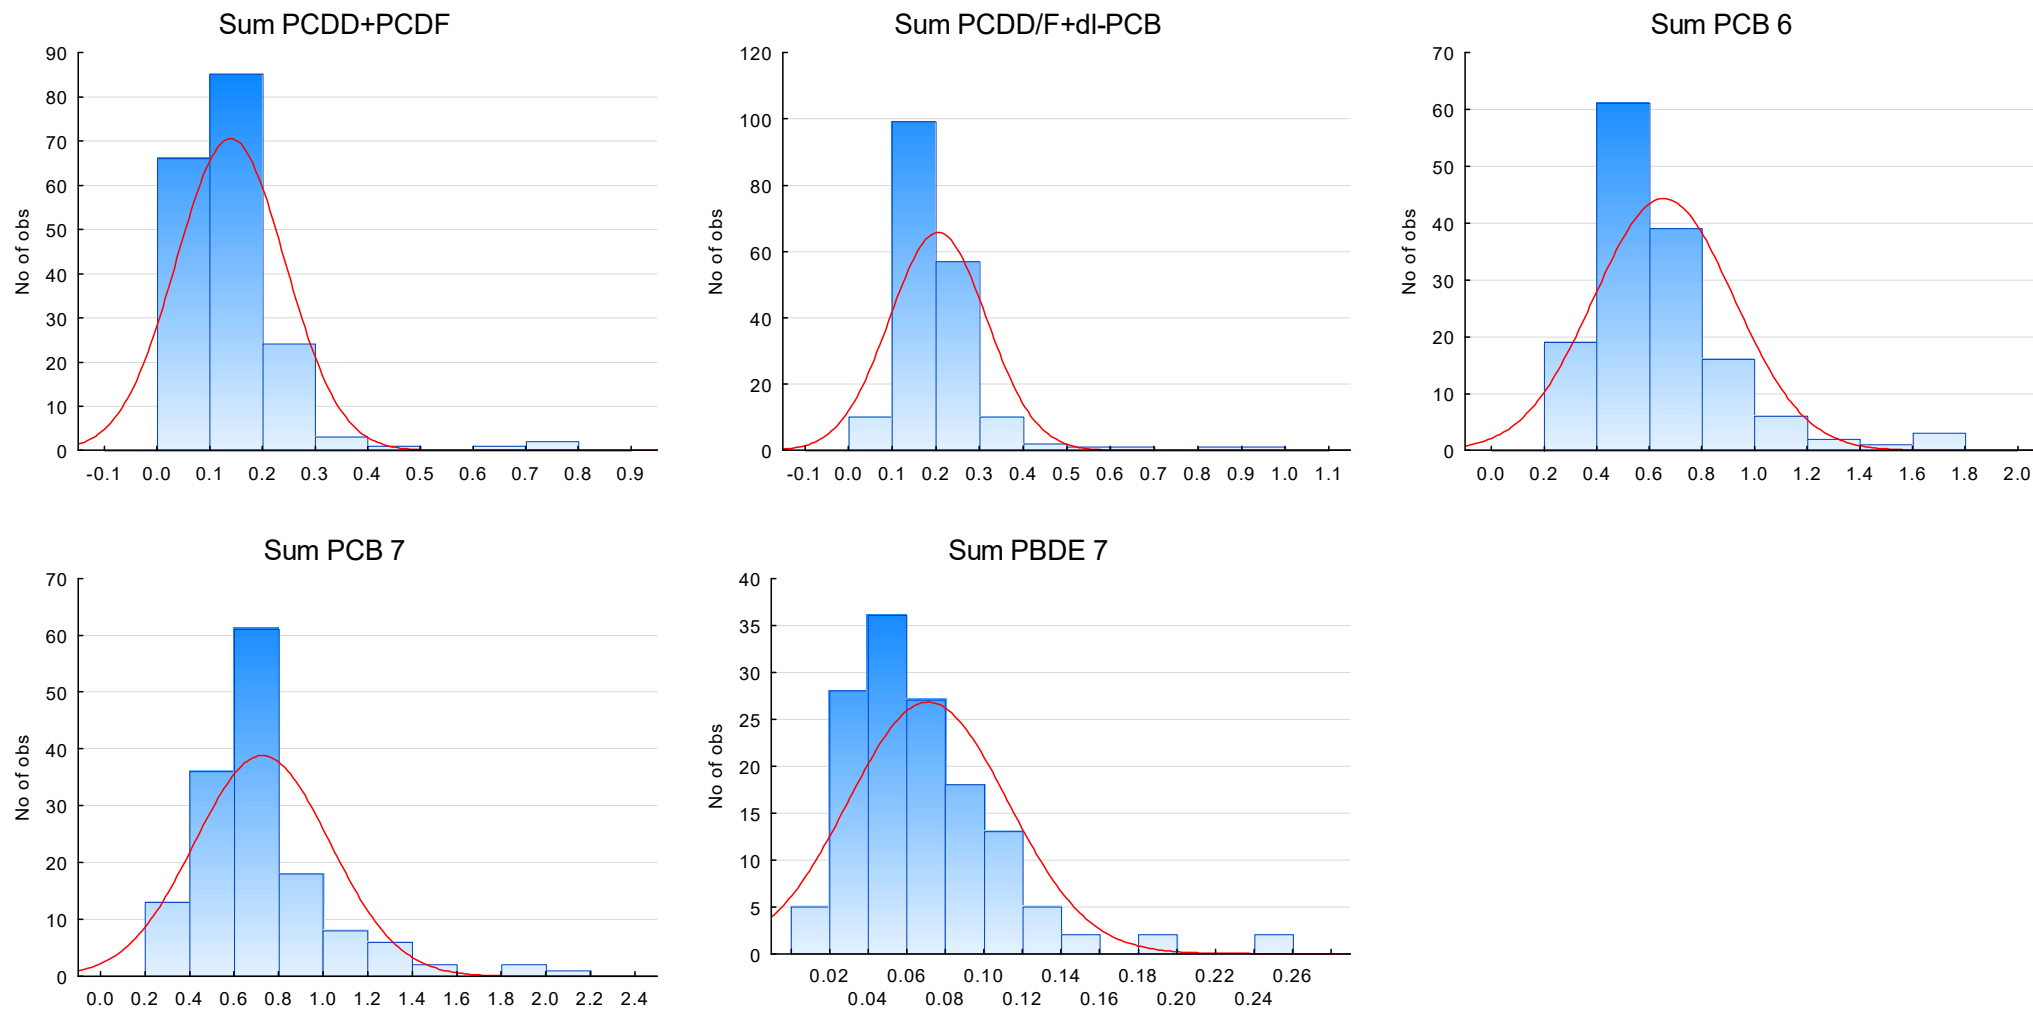 Sum PCDD+PCDF
90
80
70
60
50
40
30
20
10
0
No of obs
-0.1 0.0 0.1 0.2 0.3 0.4 0.5 0.6 0.7 0.8 0.9
Sum PCDD/F+dl-PCB
120
100
80
60
40
20
0
No of obs
-0.1 0.0 0.1 0.2 0.3 0.4 0.5 0.6 0.7 0.8 0.9 1.0 1.1
Sum PCB 6
70
60
50
40
30
20
10
0
No of obs
0.0 0.2 0.4 0.6 0.8 1.0 1.2 1.4 1.6 1.8 2.0
Sum PCB 7
70
60
50
40
30
20
10
0
No of obs
0.0 0.2 0.4 0.6 0.8 1.0 1.2 1.4 1.6 1.8 2.0 2.2 2.4
Sum PBDE 7
40
35
30
25
20
15
10
5
0
No of obs
0.02 0.06 0.10 0.14 0.18 0.22 0.26
0.04 0.08 0.12 0.16 0.20 0.24